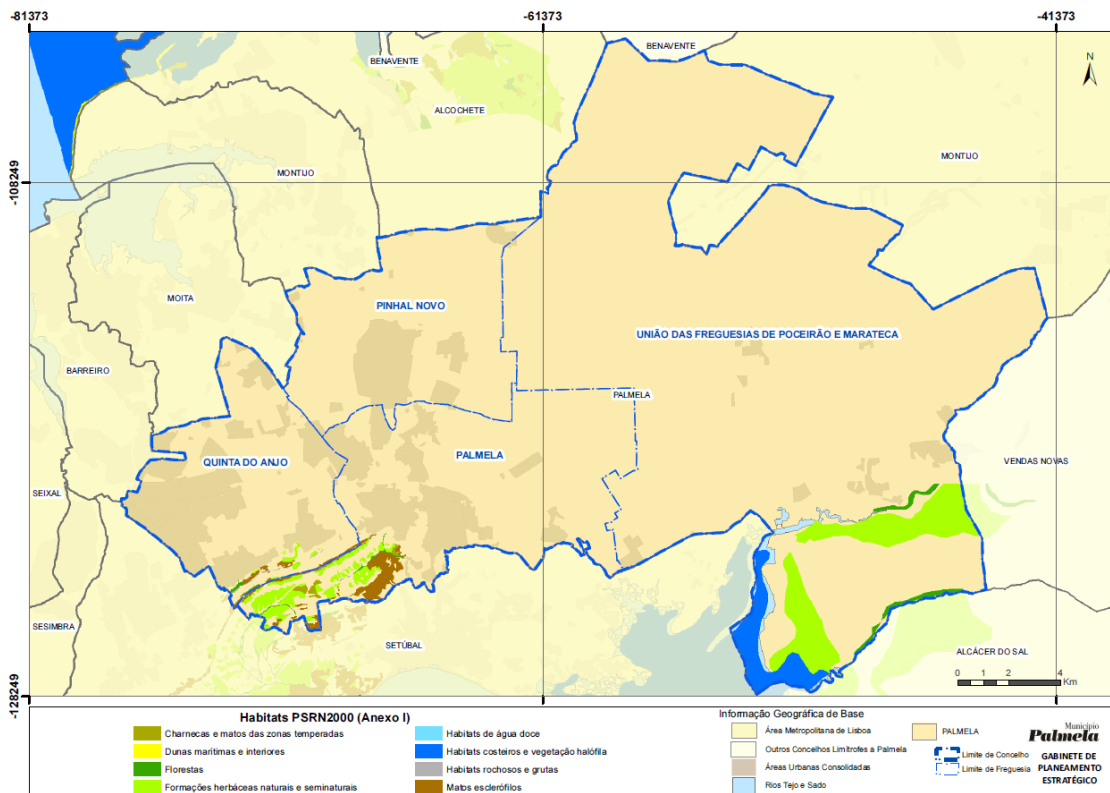 -81373
-61373
-41373
BENAVENTE
BENAVENTE
N
ALCOCHETE
MONTIJO
MONTIJO
-108249
MOITA
PINHAL NOVO
UNIÃO DAS FREGUESIAS DE POCEIRÃO E MARATECA
BARREIRO
PALMELA
QUINTA DO ANJO
PALMELA
VENDAS NOVAS
SEIXAL
SESIMBRA
SETÚBAL
ALCÁCER DO SAL
0 1 2 4
Km
-128249
Habitats PSRN2000 (Anexo I)
Charnecas e matos das zonas temperadas
Dunas marítimas e interiores
Florestas
Formações herbáceas naturais e seminaturais
Habitats de água doce
Habitats costeiros e vegetação halófila
Habitats rochosos e grutas
Matos esclerófilos
Informação Geográfica de Base
Área Metropolitana de Lisboa
Outros Concelhos Limítrofes a Palmela
Áreas Urbanas Consolidadas
Rios Tejo e Sado
PALMELA
Limite de Concelho
Limite de Freguesia
Município
Palmela
GABINETE DE
PLANEAMENTO
ESTRATÉGICO